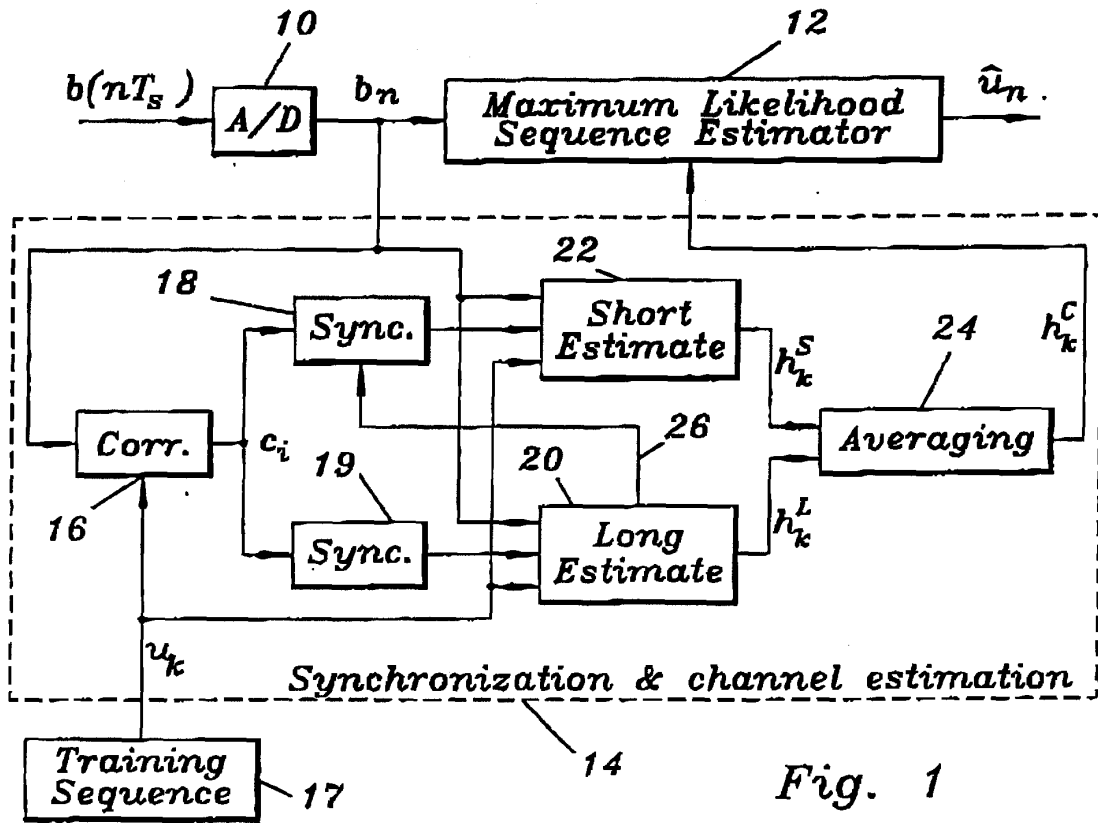 10
12
b(nT_s)
A/D
b_n
Maximum Likelihood
Sequence Estimator
û_n.
18
Sync.
22
Short
Estimate
h_k^S
24
h_k^C
Corr.
16
c_i
19
Sync.
20
26
Long
Estimate
h_k^L
Averaging
u_k
Synchronization & channel estimation
14
Training
Sequence
17
Fig. 1